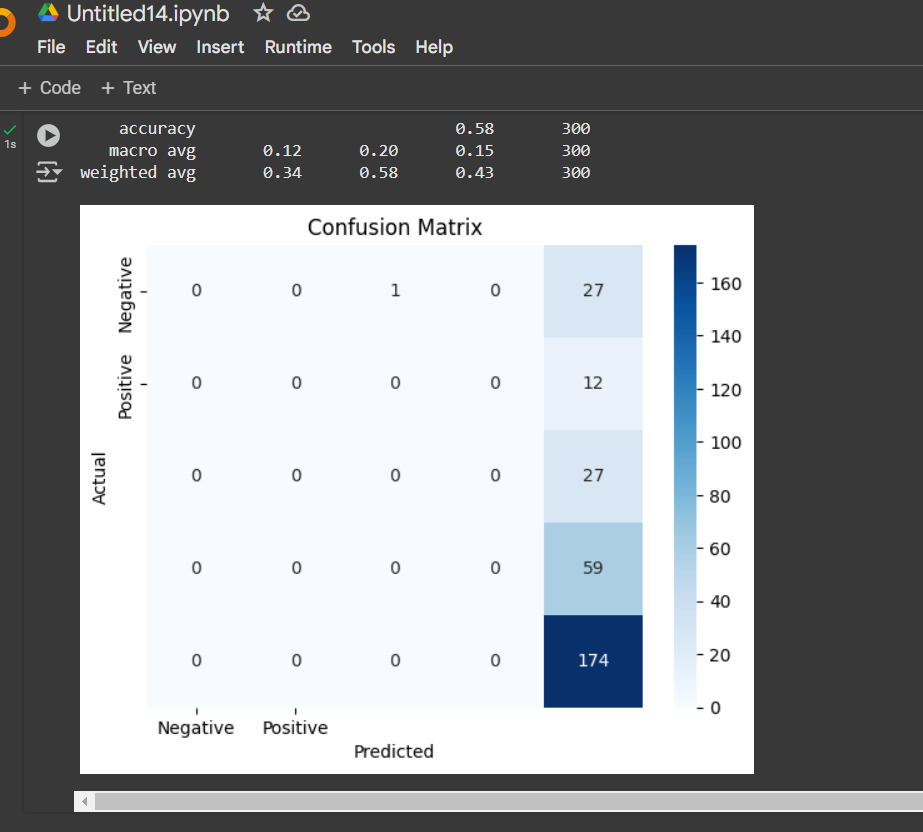 Untitled14.ipynb
File Edit View Insert Runtime Tools Help
+ Code + Text
1s
accuracy 0.58 300
macro avg 0.12 0.20 0.15 300
weighted avg 0.34 0.58 0.43 300
Confusion Matrix
Negative 0 0 1 0 27
Positive 0 0 0 0 12
Actual
0 0 0 0 27
0 0 0 0 59
0 0 0 0 174
Negative Positive
Predicted
160
140
120
100
80
60
40
20
0